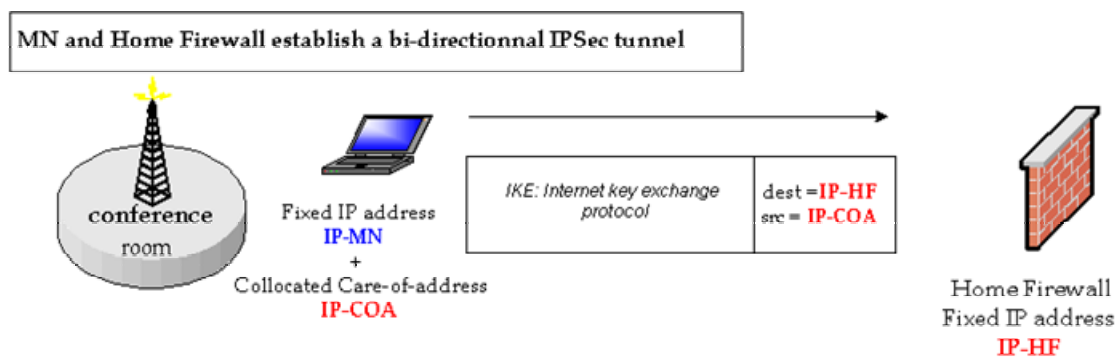 MN and Home Firewall establish a bi-directionnal IPSec tunnel
conference
room
Fixed IP address
IP-MN
+
Collocated Care-of-address
IP-COA
IKE: Internet key exchange
protocol
dest =IP-HF
src = IP-COA
Home Firewall
Fixed IP address
IP-HF